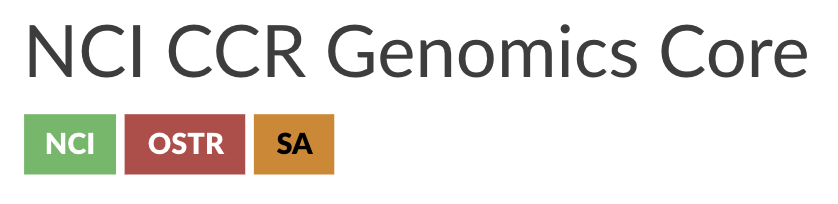 NCI CCR Genomics Core
NCI OSTR SA